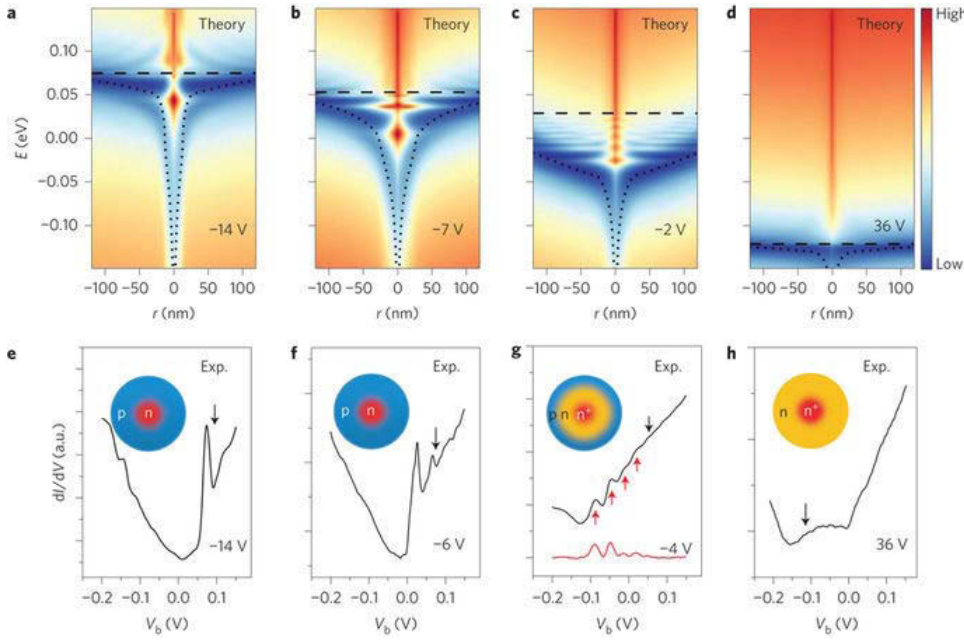 a
Theory
0.10
0.05
0.00
−0.05
−0.10
E (eV)
−14 V
−100 −50 0 50 100
r (nm)
b
Theory
−7 V
−100 −50 0 50 100
r (nm)
c
Theory
−2 V
−100 −50 0 50 100
r (nm)
d
Theory
36 V
−100 −50 0 50 100
r (nm)
High
Low
e
Exp.
p n
dI/dV (a.u.)
−14 V
−0.2 −0.1 0.0 0.1
Vb (V)
f
Exp.
p n
−6 V
−0.2 −0.1 0.0 0.1
Vb (V)
g
Exp.
p n n+
−4 V
−0.2 −0.1 0.0 0.1
Vb (V)
h
Exp.
n n+
36 V
−0.2 −0.1 0.0 0.1
Vb (V)